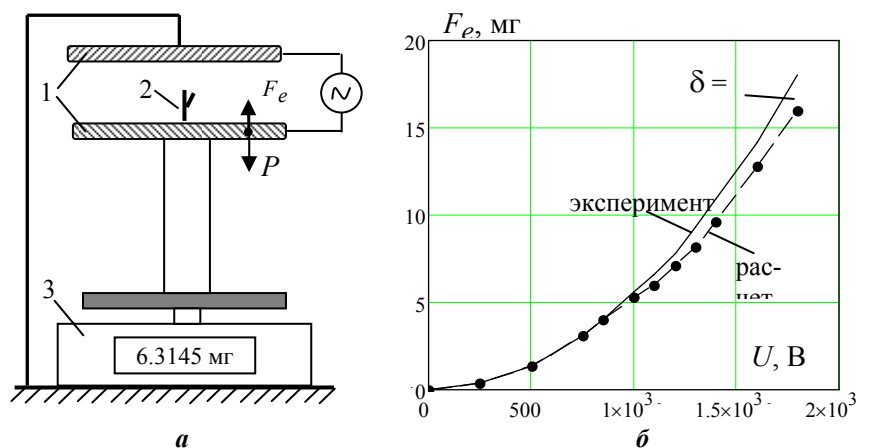 1
2
F_e
P
3
6.3145 мг
а
F_e, мг
20
15
10
5
0
δ =
эксперимент
рас-
чет
U, В
0
500
1×10³
1.5×10³
2×10³
б